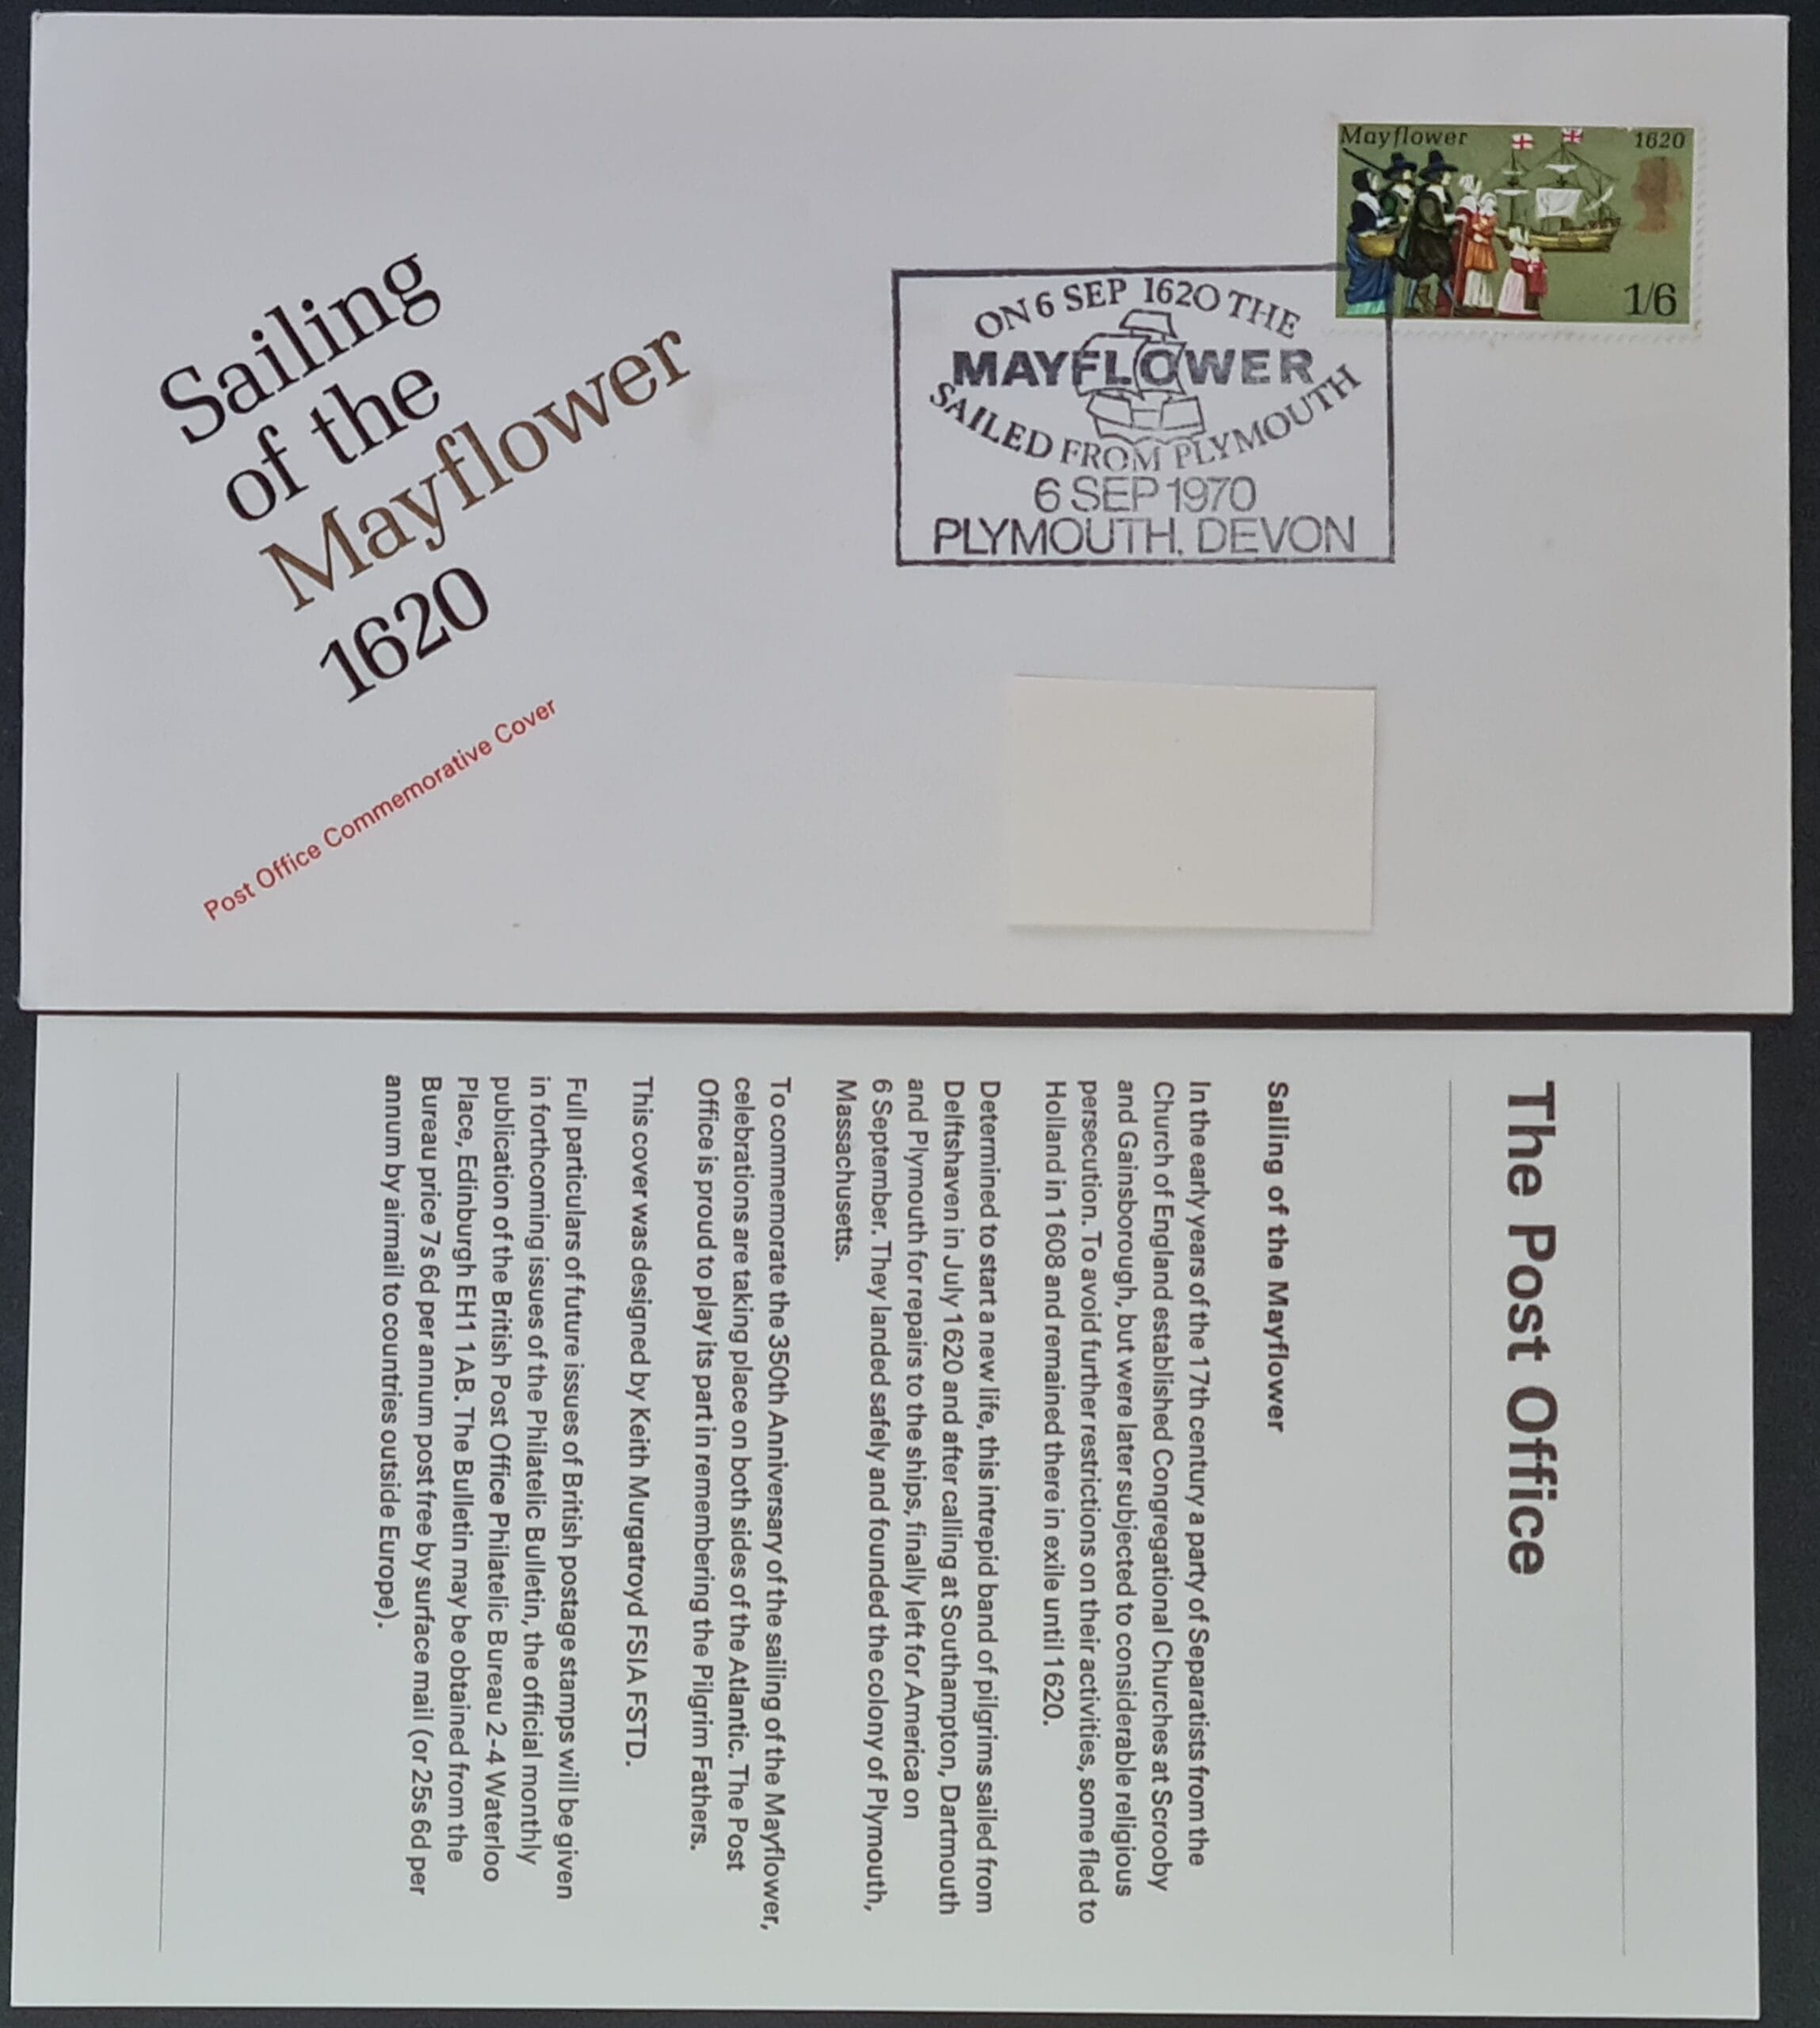 Mayflower 1620
1/6
ON 6 SEP 1620 THE
MAYFLOWER
SAILED FROM PLYMOUTH
6 SEP 1970
PLYMOUTH, DEVON
Sailing
of the
Mayflower
1620
Post Office Commemorative Cover
The Post Office
Sailing of the Mayflower
In the early years of the 17th century a party of Separatists from the
Church of England established Congregational Churches at Scrooby
and Gainsborough, but were later subjected to considerable religious
persecution. To avoid further restrictions on their activities, some fled to
Holland in 1608 and remained there in exile until 1620.
Determined to start a new life, this intrepid band of pilgrims sailed from
Delftshaven in July 1620 and after calling at Southampton, Dartmouth
and Plymouth for repairs to the ships, finally left for America on
6 September. They landed safely and founded the colony of Plymouth,
Massachusetts.
To commemorate the 350th Anniversary of the sailing of the Mayflower,
celebrations are taking place on both sides of the Atlantic. The Post
Office is proud to play its part in remembering the Pilgrim Fathers.
This cover was designed by Keith Murgatroyd FSIA FSTD.
Full particulars of future issues of British postage stamps will be given
in forthcoming issues of the Philatelic Bulletin, the official monthly
publication of the British Post Office Philatelic Bureau 2-4 Waterloo
Place, Edinburgh EH1 1AB. The Bulletin may be obtained from the
Bureau price 7s 6d per annum post free by surface mail (or 25s 6d per
annum by airmail to countries outside Europe).